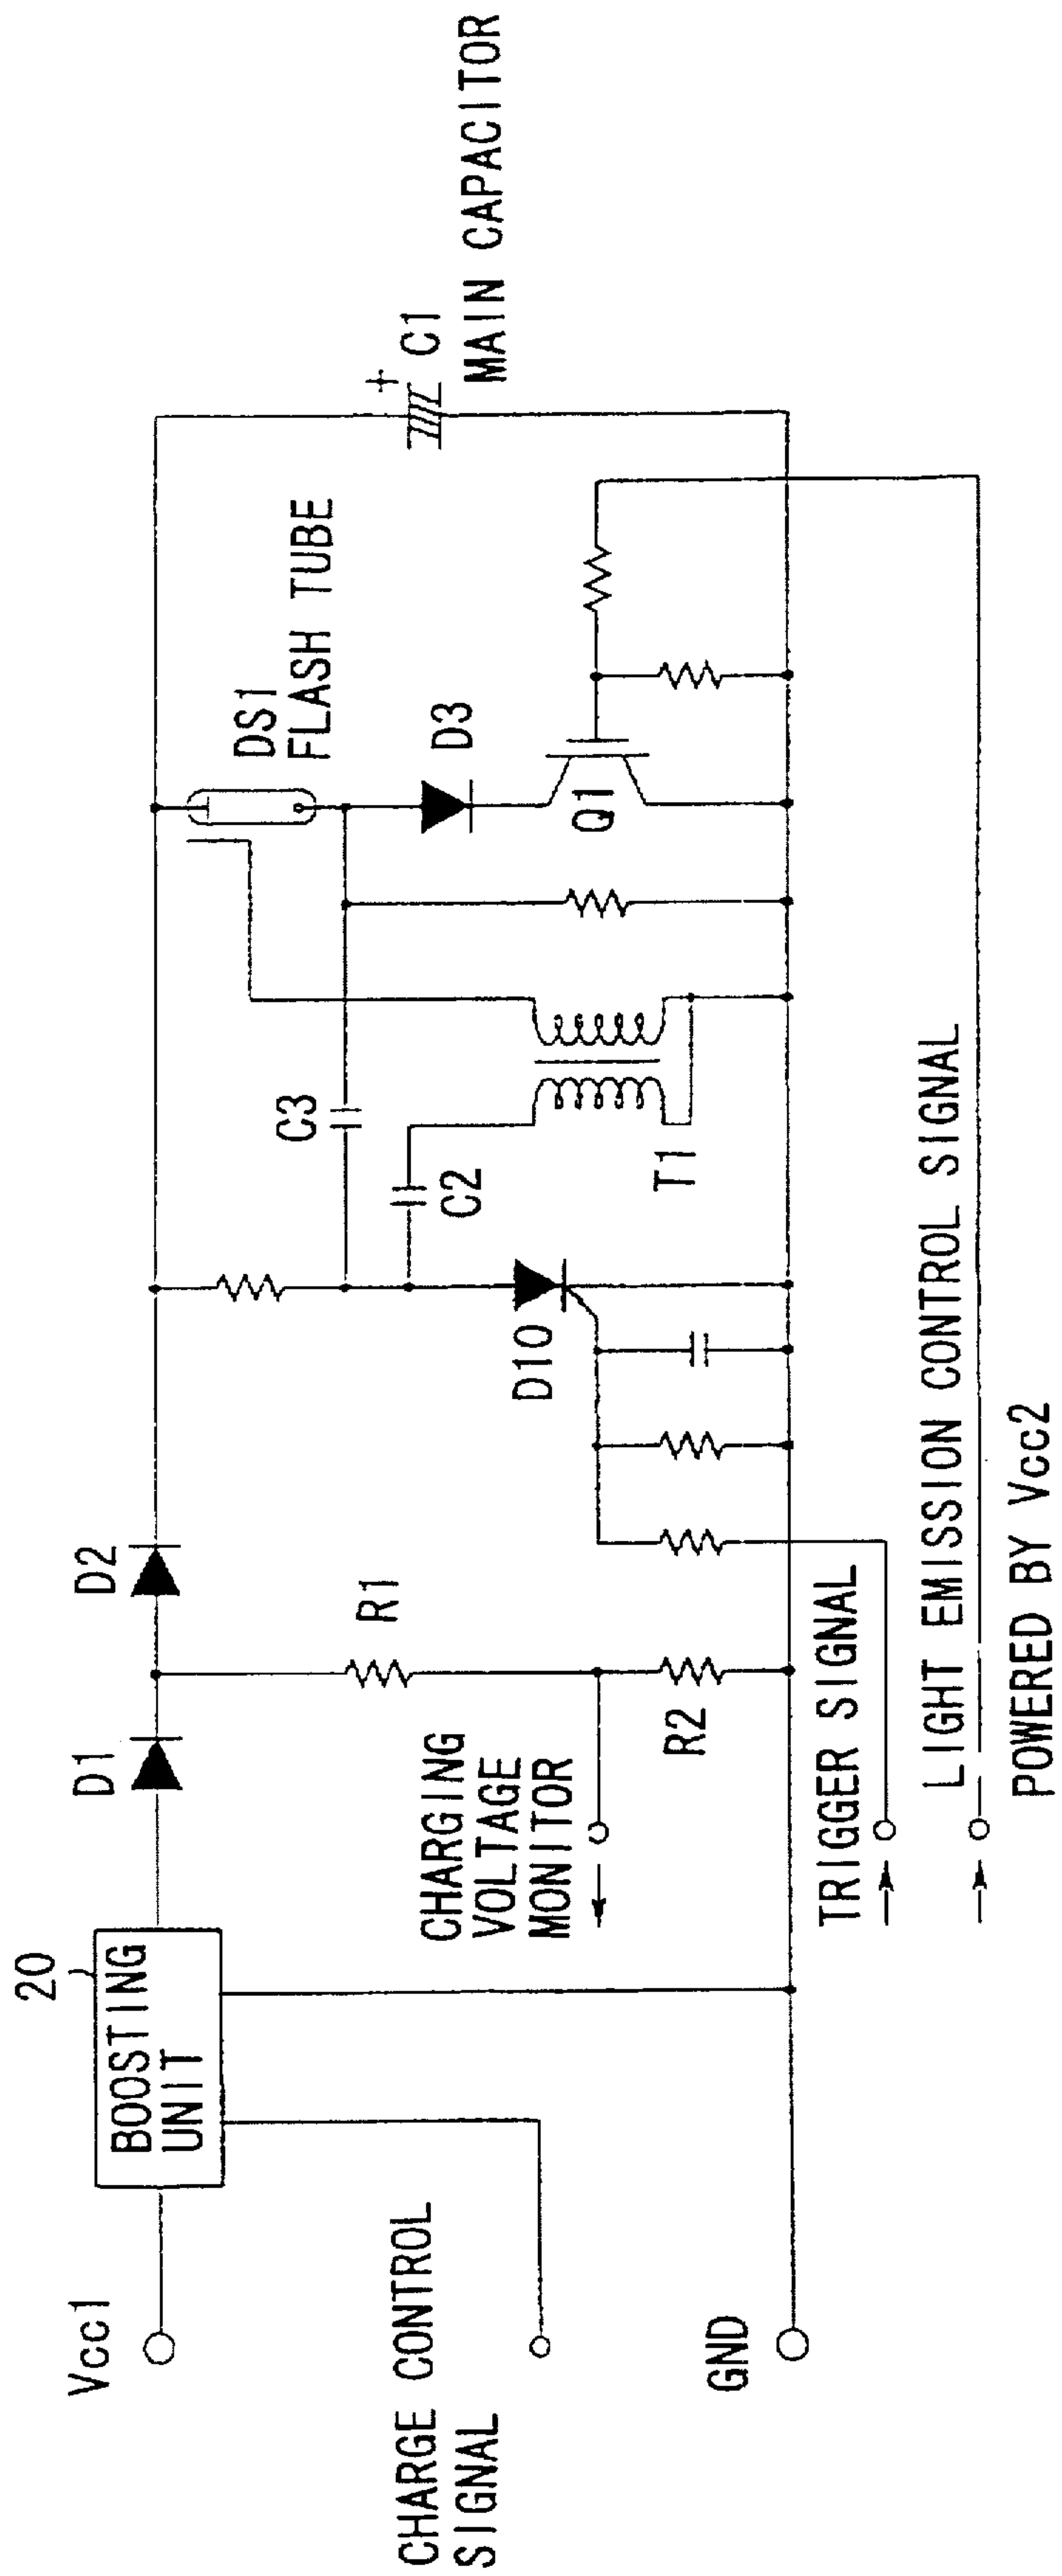 Vcc1
20
BOOSTING
UNIT
D1
D2
R1
R2
CHARGING
VOLTAGE
MONITOR
CHARGE CONTROL
SIGNAL
GND
D10
C3
C2
T1
DS1
FLASH TUBE
D3
Q1
+
C1
MAIN CAPACITOR
TRIGGER SIGNAL
LIGHT EMISSION CONTROL SIGNAL
POWERED BY Vcc2